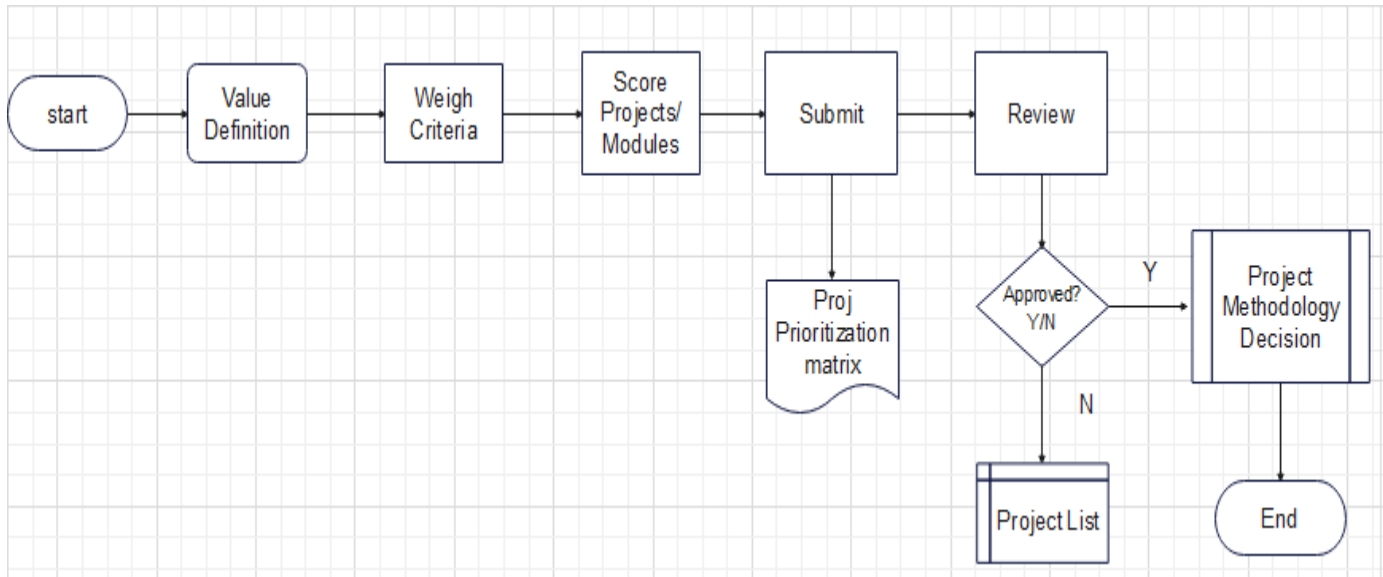 start
Value
Definition
Weigh
Criteria
Score
Projects/
Modules
Submit
Review
Proj
Prioritization
matrix
Approved?
Y/N
Y
N
Project
Methodology
Decision
Project List
End